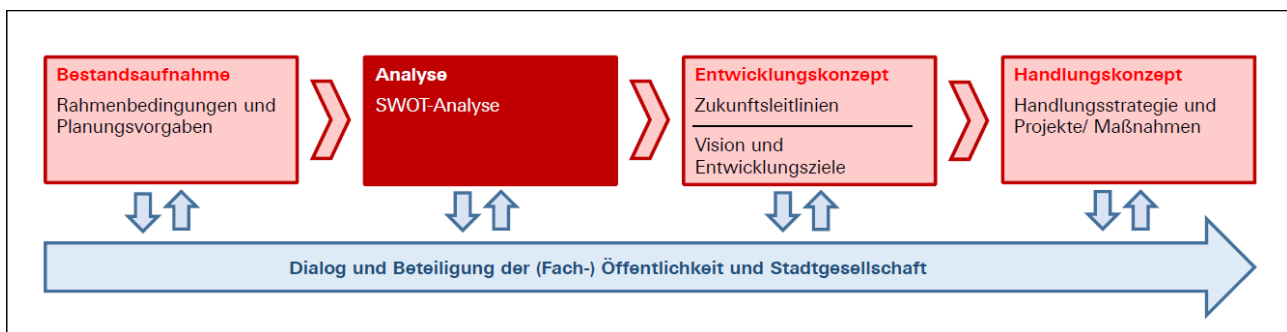 Bestandsaufnahme
Rahmenbedingungen und
Planungsvorgaben
Analyse
SWOT-Analyse
Entwicklungskonzept
Zukunftsleitlinien
Vision und
Entwicklungsziele
Handlungskonzept
Handlungsstrategie und
Projekte/ Maßnahmen
Dialog und Beteiligung der (Fach-) Öffentlichkeit und Stadtgesellschaft